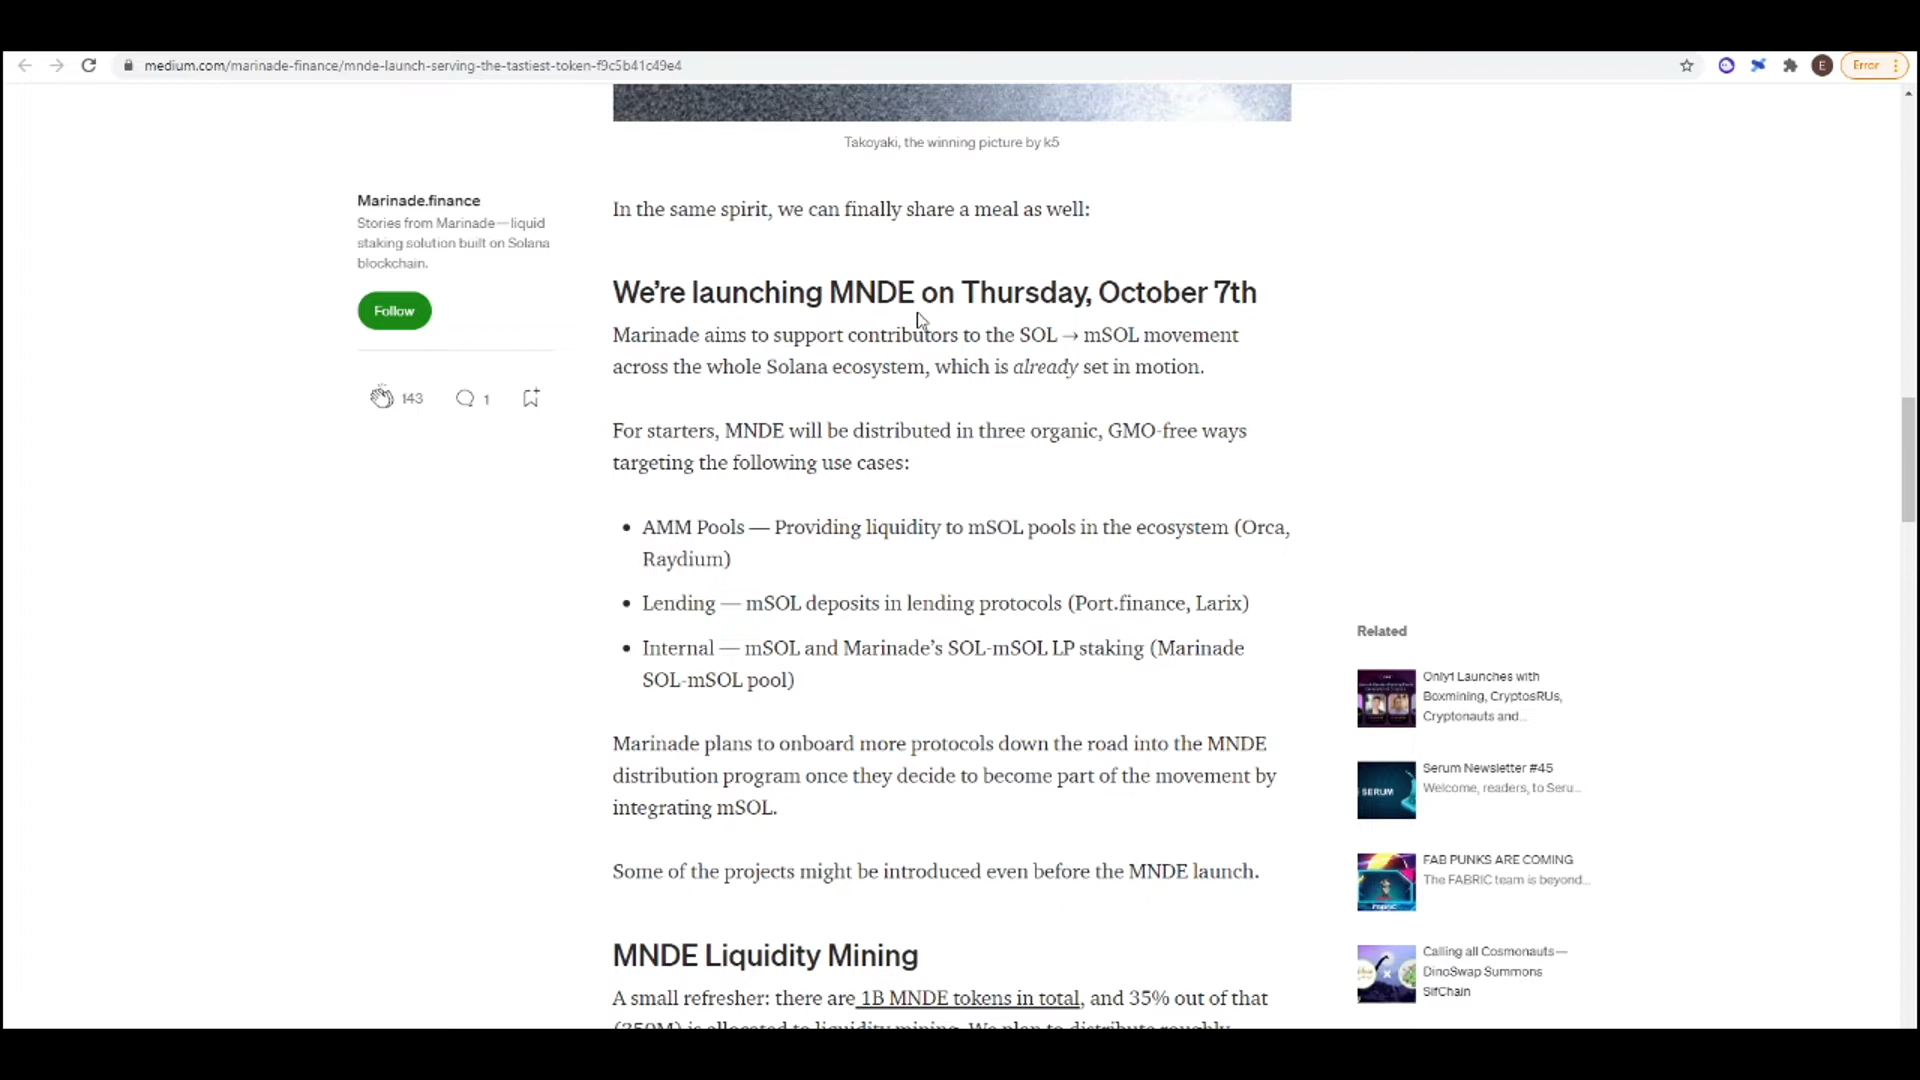 medium.com/marinade-finance/mnde-launch-serving-the-tastiest-token-f9c5b41c49e4
E
Error
Takoyaki, the winning picture by k5
Marinade.finance
Stories from Marinade—liquid
staking solution built on Solana
blockchain.
Follow
143
1
In the same spirit, we can finally share a meal as well:
We're launching MNDE on Thursday, October 7th
Marinade aims to support contributors to the SOL → mSOL movement
across the whole Solana ecosystem, which is already set in motion.
For starters, MNDE will be distributed in three organic, GMO-free ways
targeting the following use cases:
• AMM Pools — Providing liquidity to mSOL pools in the ecosystem (Orca,
Raydium)
• Lending — mSOL deposits in lending protocols (Port.finance, Larix)
• Internal — mSOL and Marinade's SOL-mSOL LP staking (Marinade
SOL-mSOL pool)
Marinade plans to onboard more protocols down the road into the MNDE
distribution program once they decide to become part of the movement by
integrating mSOL.
Some of the projects might be introduced even before the MNDE launch.
MNDE Liquidity Mining
A small refresher: there are 1B MNDE tokens in total, and 35% out of that
(350M) is allocated to liquidity mining. We plan to distribute roughly
Related
Only1 Launches with
Boxmining, CryptosRUs,
Cryptonauts and...
SERUM
Serum Newsletter #45
Welcome, readers, to Seru...
FAB PUNKS ARE COMING
The FABRIC team is beyond...
Calling all Cosmonauts—
DinoSwap Summons
SifChain